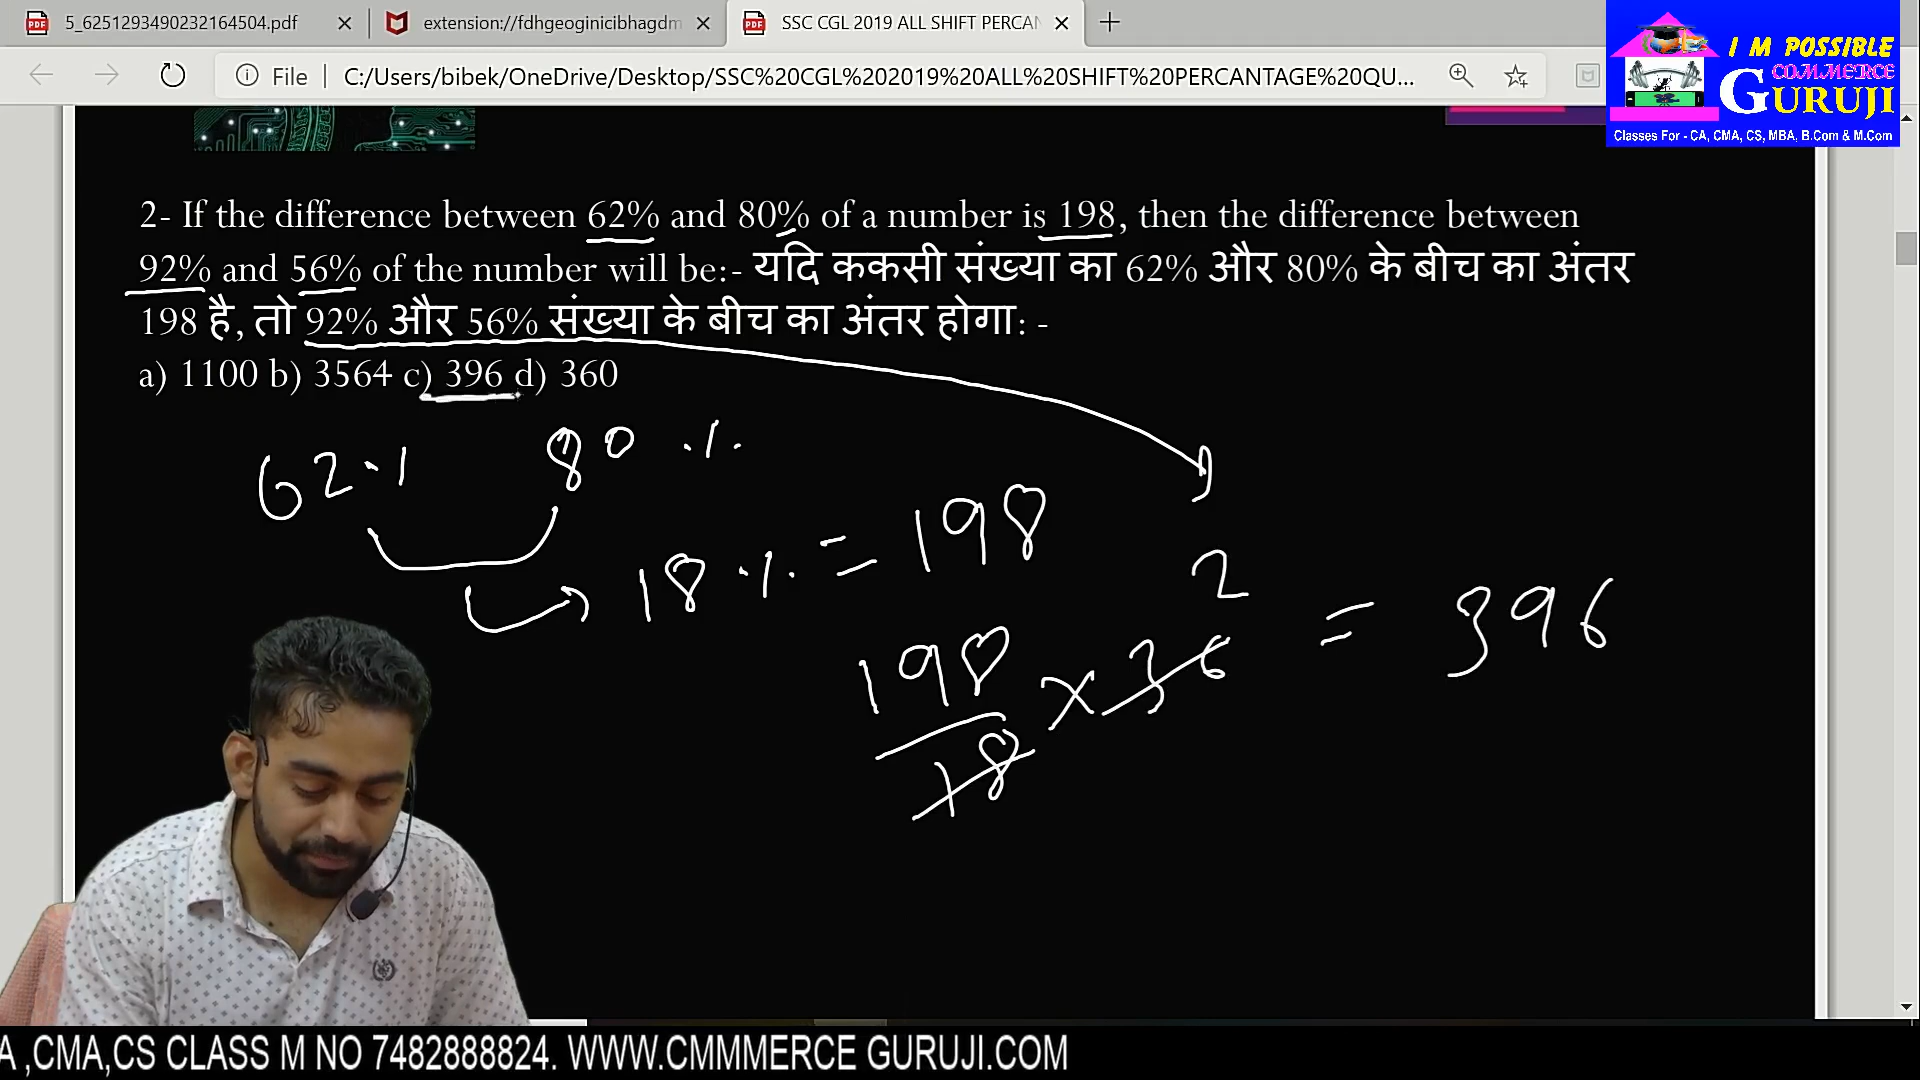 5_6251293490232164504.pdf
extension://fdhgeoginicibhagdm
SSC CGL 2019 ALL SHIFT PERCAN
File
C:/Users/bibek/OneDrive/Desktop/SSC%20CGL%202019%20ALL%20SHIFT%20PERCANTAGE%20QU...
I M POSSIBLE
COMMERCE
GURUJI
Classes For - CA, CMA, CS, MBA, B.Com & M.Com
2- If the difference between 62% and 80% of a number is 198, then the difference between
92% and 56% of the number will be:- यदि ककसी संख्या का 62% और 80% के बीच का अंतर
198 है, तो 92% और 56% संख्या के बीच का अंतर होगा: -
a) 1100 b) 3564 c) 396 d) 360
62% 80%
18% = 198
2
198/18 × 36 = 396
A ,CMA,CS CLASS M NO 7482888824. WWW.CMMMERCE GURUJI.COM